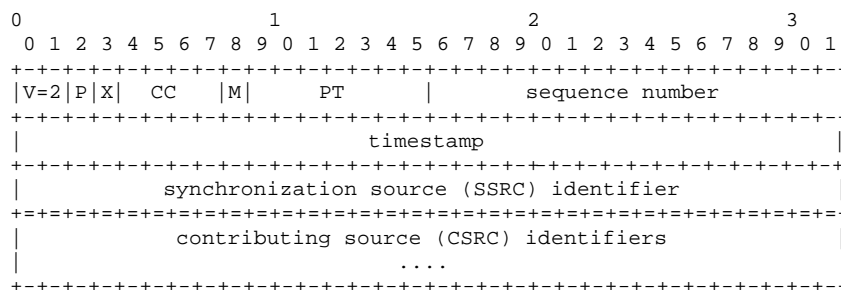 0                   1                   2                   3
 0 1 2 3 4 5 6 7 8 9 0 1 2 3 4 5 6 7 8 9 0 1 2 3 4 5 6 7 8 9 0 1
+-+-+-+-+-+-+-+-+-+-+-+-+-+-+-+-+-+-+-+-+-+-+-+-+-+-+-+-+-+-+-+-
|V=2|P|X|  CC   |M|     PT      |       sequence number
+-+-+-+-+-+-+-+-+-+-+-+-+-+-+-+-+-+-+-+-+-+-+-+-+-+-+-+-+-+-+-+-
|                           timestamp                           |
+-+-+-+-+-+-+-+-+-+-+-+-+-+-+-+-+-+-+-+-+-+-+-+-+-+-+-+-+-+-+-+-+
|           synchronization source (SSRC) identifier            |
+=+=+=+=+=+=+=+=+=+=+=+=+=+=+=+=+=+=+=+=+=+=+=+=+=+=+=+=+=+=+=+=
|            contributing source (CSRC) identifiers             |
|                             ....
+-+-+-+-+-+-+-+-+-+-+-+-+-+-+-+-+-+-+-+-+-+-+-+-+-+-+-+-+-+-+-+-